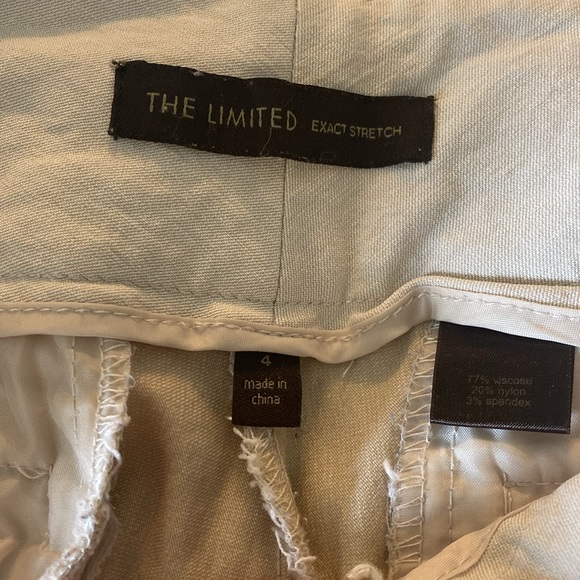 THE LIMITED EXACT STRETCH
4
made in
china
77% viscose
20% nylon
3% spandex